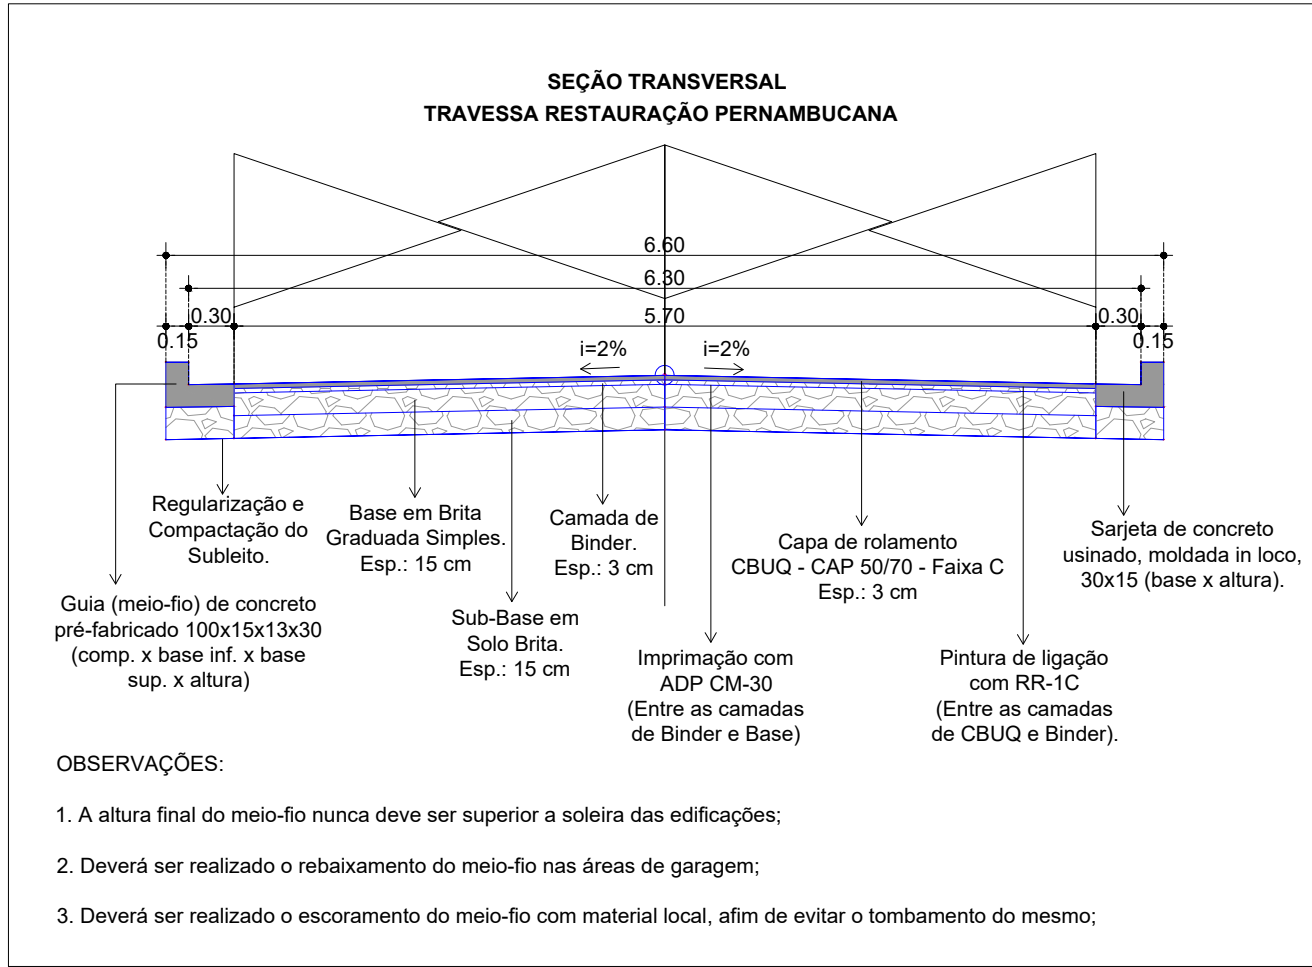 SEÇÃO TRANSVERSAL
TRAVESSA RESTAURAÇÃO PERNAMBUCANA
6.60
6.30
0.30
5.70
0.30
0.15
0.15
i=2%
i=2%
Regularização e
Compactação do
Subleito.
Base em Brita
Graduada Simples.
Esp.: 15 cm
Camada de
Binder.
Esp.: 3 cm
Capa de rolamento
CBUQ - CAP 50/70 - Faixa C
Esp.: 3 cm
Sarjeta de concreto
usinado, moldada in loco,
30x15 (base x altura).
Guia (meio-fio) de concreto
pré-fabricado 100x15x13x30
(comp. x base inf. x base
sup. x altura)
Sub-Base em
Solo Brita.
Esp.: 15 cm
Imprimação com
ADP CM-30
(Entre as camadas
de Binder e Base)
Pintura de ligação
com RR-1C
(Entre as camadas
de CBUQ e Binder).
OBSERVAÇÕES:
1. A altura final do meio-fio nunca deve ser superior a soleira das edificações;
2. Deverá ser realizado o rebaixamento do meio-fio nas áreas de garagem;
3. Deverá ser realizado o escoramento do meio-fio com material local, afim de evitar o tombamento do mesmo;